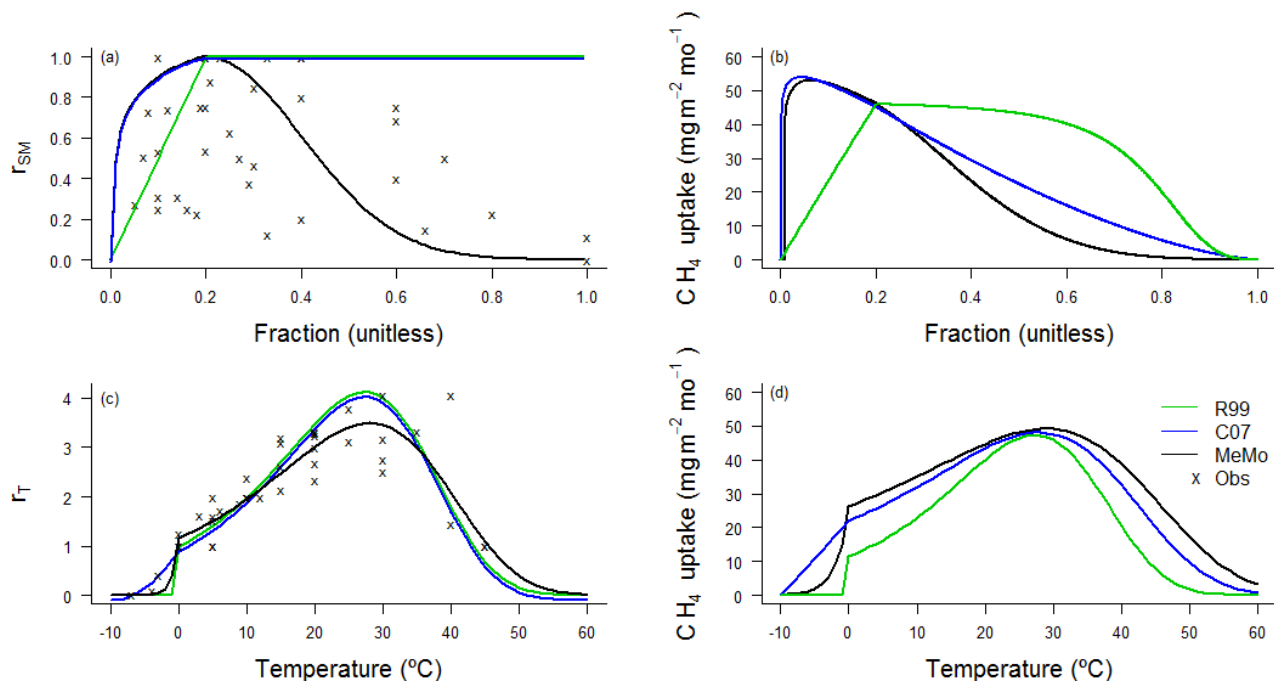 (a)
1.0
0.8
0.6
0.4
0.2
0.0
r_SM
0.0 0.2 0.4 0.6 0.8 1.0
Fraction (unitless)
(b)
60
50
40
30
20
10
0
CH₄ uptake (mg m⁻² mo⁻¹)
0.0 0.2 0.4 0.6 0.8 1.0
Fraction (unitless)
(c)
4
3
2
1
0
r_T
-10 0 10 20 30 40 50 60
Temperature (ºC)
(d)
60
50
40
30
20
10
0
CH₄ uptake (mg m⁻² mo⁻¹)
R99
C07
MeMo
x Obs
-10 0 10 20 30 40 50 60
Temperature (ºC)